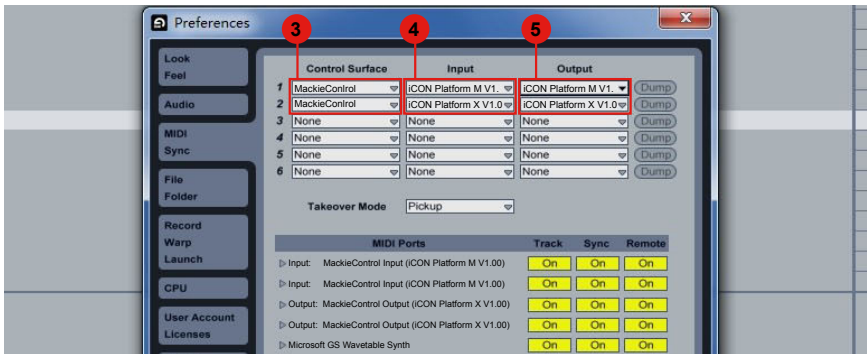 Preferences
3 4 5
Look
Feel
Audio
MIDI
Sync
File
Folder
Record
Warp
Launch
CPU
User Account
Licenses
Control Surface Input Output
1 MackieConlrol iCON Platform M V1. iCON Platform M V1. Dump
2 MackieConlrol iCON Platform X V1.0 iCON Platform X V1.0 Dump
3 None None None Dump
4 None None None Dump
5 None None None Dump
6 None None None Dump
Takeover Mode Pickup
MIDI Ports Track Sync Remote
Input: MackieControl Input (iCON Platform M V1.00) On On On
Input: MackieControl Input (iCON Platform M V1.00) On On On
Output: MackieControl Output (iCON Platform X V1.00) On On On
Output: MackieControl Output (iCON Platform X V1.00) On On On
Microsoft GS Wavetable Synth On On On